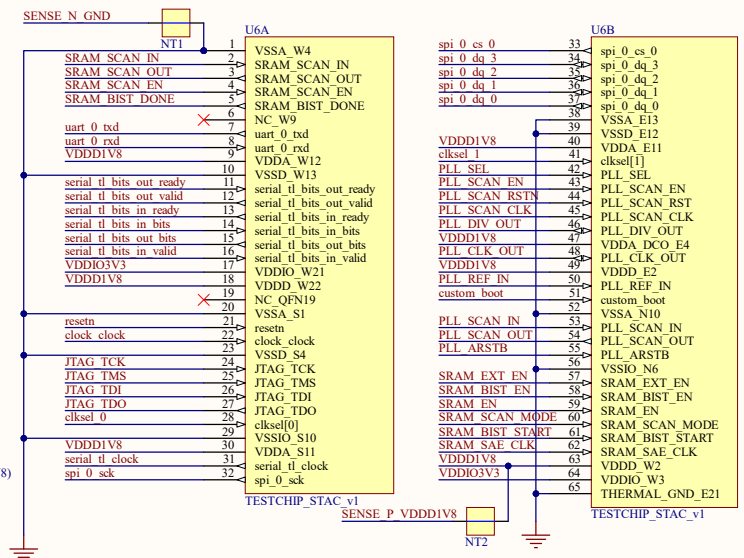 SENSE_N_GND
NT1
U6A
1 VSSA_W4
SRAM_SCAN_IN 2 SRAM_SCAN_IN
SRAM_SCAN_OUT 3 SRAM_SCAN_OUT
SRAM_SCAN_EN 4 SRAM_SCAN_EN
SRAM_BIST_DONE 5 SRAM_BIST_DONE
6 NC_W9
uart_0_txd 7 uart_0_txd
uart_0_rxd 8 uart_0_rxd
VDDD1V8 9 VDDA_W12
10 VSSD_W13
serial_tl_bits_out_ready 11 serial_tl_bits_out_ready
serial_tl_bits_out_valid 12 serial_tl_bits_out_valid
serial_tl_bits_in_ready 13 serial_tl_bits_in_ready
serial_tl_bits_in_bits 14 serial_tl_bits_in_bits
serial_tl_bits_out_bits 15 serial_tl_bits_out_bits
serial_tl_bits_in_valid 16 serial_tl_bits_in_valid
VDDIO3V3 17 VDDIO_W21
VDDD1V8 18 VDDD_W22
19 NC_QFN19
20 VSSA_S1
resetn 21 resetn
clock_clock 22 clock_clock
23 VSSD_S4
JTAG_TCK 24 JTAG_TCK
JTAG_TMS 25 JTAG_TMS
JTAG_TDI 26 JTAG_TDI
JTAG_TDO 27 JTAG_TDO
clksel_0 28 clksel[0]
29 VSSIO_S10
VDDD1V8 30 VDDA_S11
serial_tl_clock 31 serial_tl_clock
spi_0_sck 32 spi_0_sck
8)
TESTCHIP_STAC_v1
U6B
spi_0_cs_0 33 spi_0_cs_0
spi_0_dq_3 34 spi_0_dq_3
spi_0_dq_2 35 spi_0_dq_2
spi_0_dq_1 36 spi_0_dq_1
spi_0_dq_0 37 spi_0_dq_0
38 VSSA_E13
39 VSSD_E12
VDDD1V8 40 VDDA_E11
clksel_1 41 clksel[1]
PLL_SEL 42 PLL_SEL
PLL_SCAN_EN 43 PLL_SCAN_EN
PLL_SCAN_RSTN 44 PLL_SCAN_RST
PLL_SCAN_CLK 45 PLL_SCAN_CLK
PLL_DIV_OUT 46 PLL_DIV_OUT
VDDD1V8 47 VDDA_DCO_E4
PLL_CLK_OUT 48 PLL_CLK_OUT
VDDD1V8 49 VDDD_E2
PLL_REF_IN 50 PLL_REF_IN
custom_boot 51 custom_boot
52 VSSA_N10
PLL_SCAN_IN 53 PLL_SCAN_IN
PLL_SCAN_OUT 54 PLL_SCAN_OUT
PLL_ARSTB 55 PLL_ARSTB
56 VSSIO_N6
SRAM_EXT_EN 57 SRAM_EXT_EN
SRAM_BIST_EN 58 SRAM_BIST_EN
SRAM_EN 59 SRAM_EN
SRAM_SCAN_MODE 60 SRAM_SCAN_MODE
SRAM_BIST_START 61 SRAM_BIST_START
SRAM_SAE_CLK 62 SRAM_SAE_CLK
VDDD1V8 63 VDDD_W2
VDDIO3V3 64 VDDIO_W3
65 THERMAL_GND_E21
TESTCHIP_STAC_v1
SENSE_P_VDDD1V8
NT2